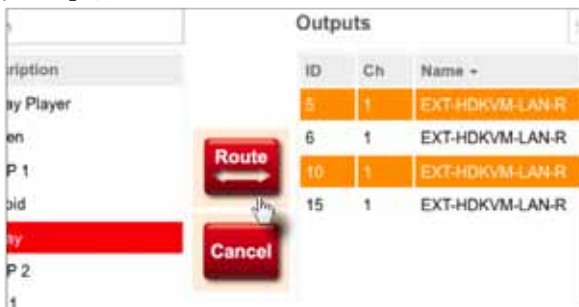 Outputs
ription
ID Ch Name
ay Player
5 1 EXT-HDKVM-LAN-R
en
6 1 EXT-HDKVM-LAN-R
P 1
Route
10 1 EXT-HDKVM-LAN-R
oid
15 1 EXT-HDKVM-LAN-R
ay
Cancel
P 2
1